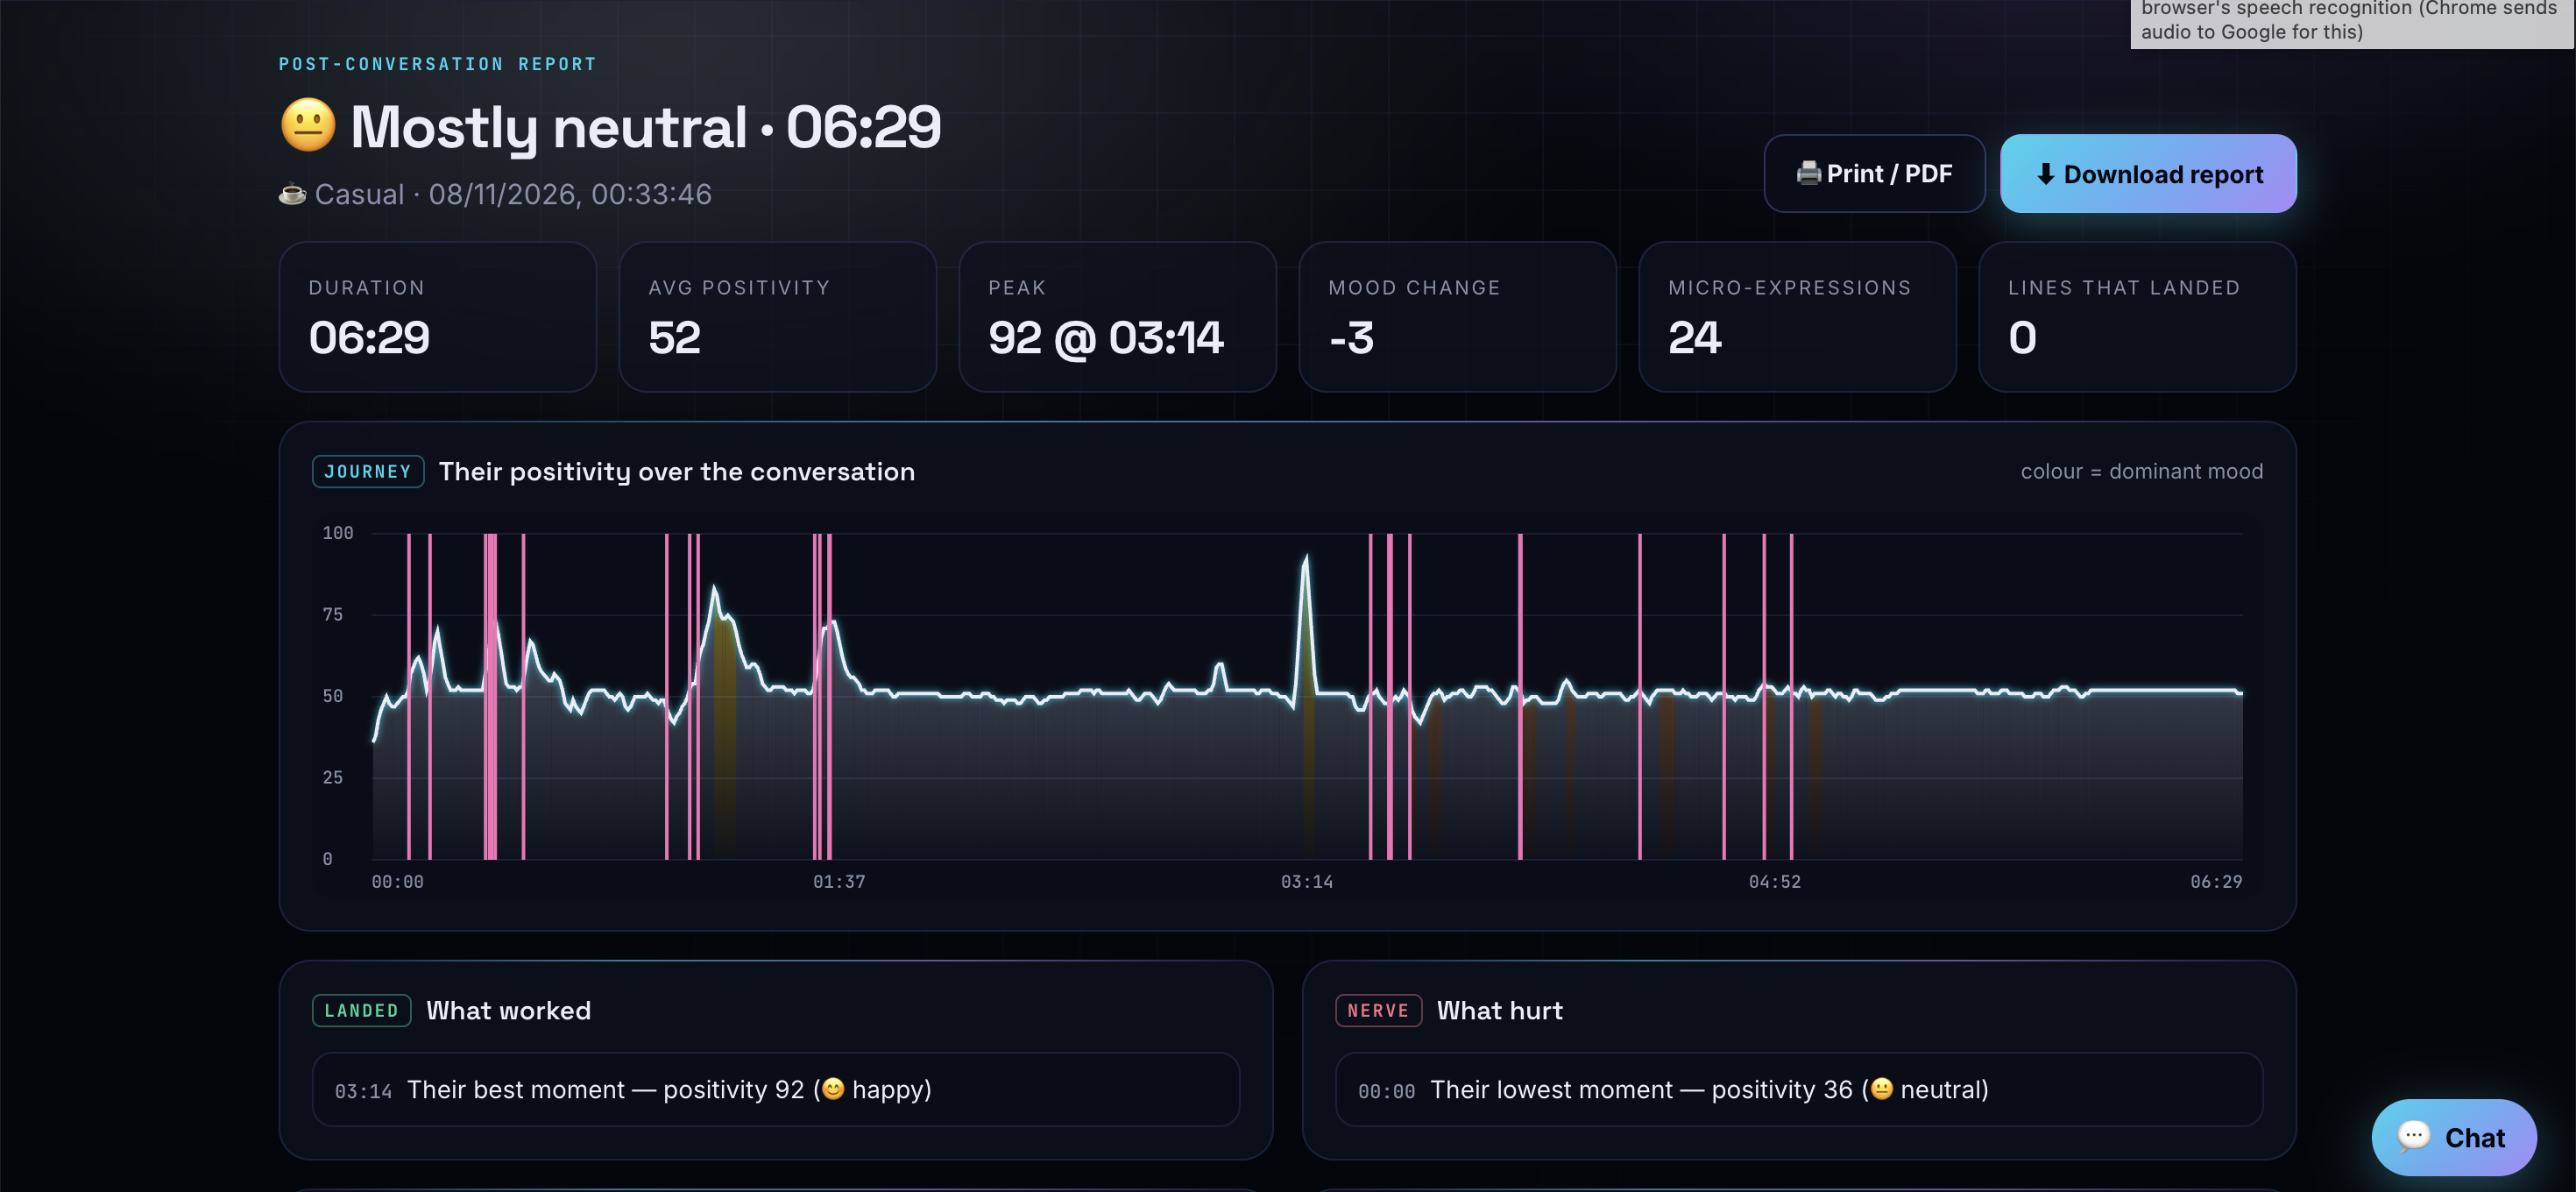 browser's speech recognition (Chrome sends
audio to Google for this)
POST-CONVERSATION REPORT
😐 Mostly neutral · 06:29
☕ Casual · 08/11/2026, 00:33:46
🖨 Print / PDF
⬇ Download report
DURATION
06:29
AVG POSITIVITY
52
PEAK
92 @ 03:14
MOOD CHANGE
-3
MICRO-EXPRESSIONS
24
LINES THAT LANDED
0
JOURNEY Their positivity over the conversation
colour = dominant mood
100
75
50
25
0
00:00 01:37 03:14 04:52 06:29
LANDED What worked
03:14 Their best moment — positivity 92 (😊 happy)
NERVE What hurt
00:00 Their lowest moment — positivity 36 (😐 neutral)
💬 Chat